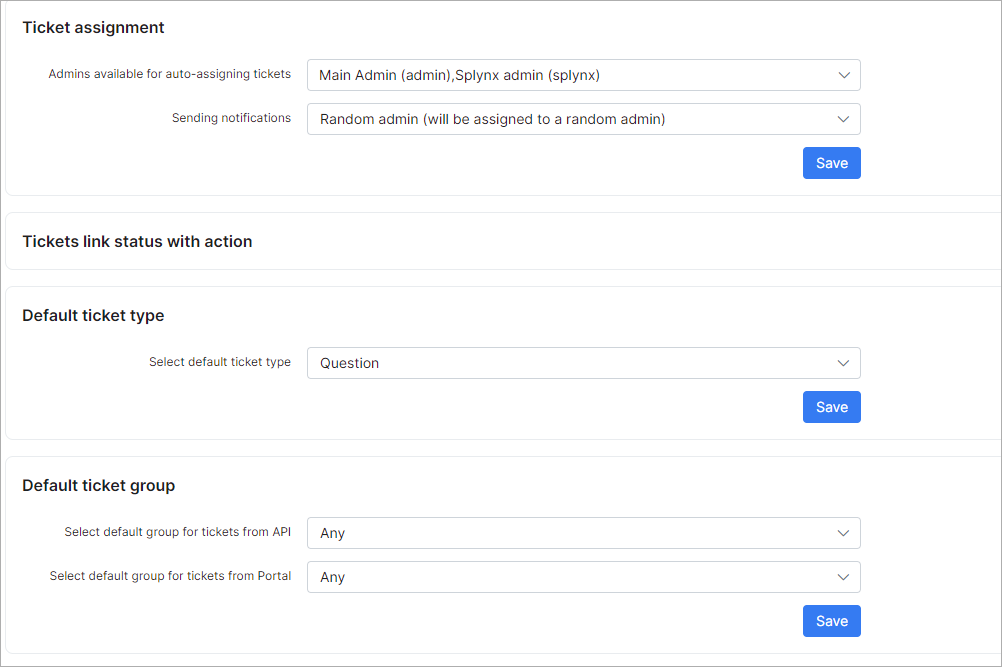 Ticket assignment
Admins available for auto-assigning tickets
Main Admin (admin),Splynx admin (splynx)
Sending notifications
Random admin (will be assigned to a random admin)
Save
Tickets link status with action
Default ticket type
Select default ticket type
Question
Save
Default ticket group
Select default group for tickets from API
Any
Select default group for tickets from Portal
Any
Save